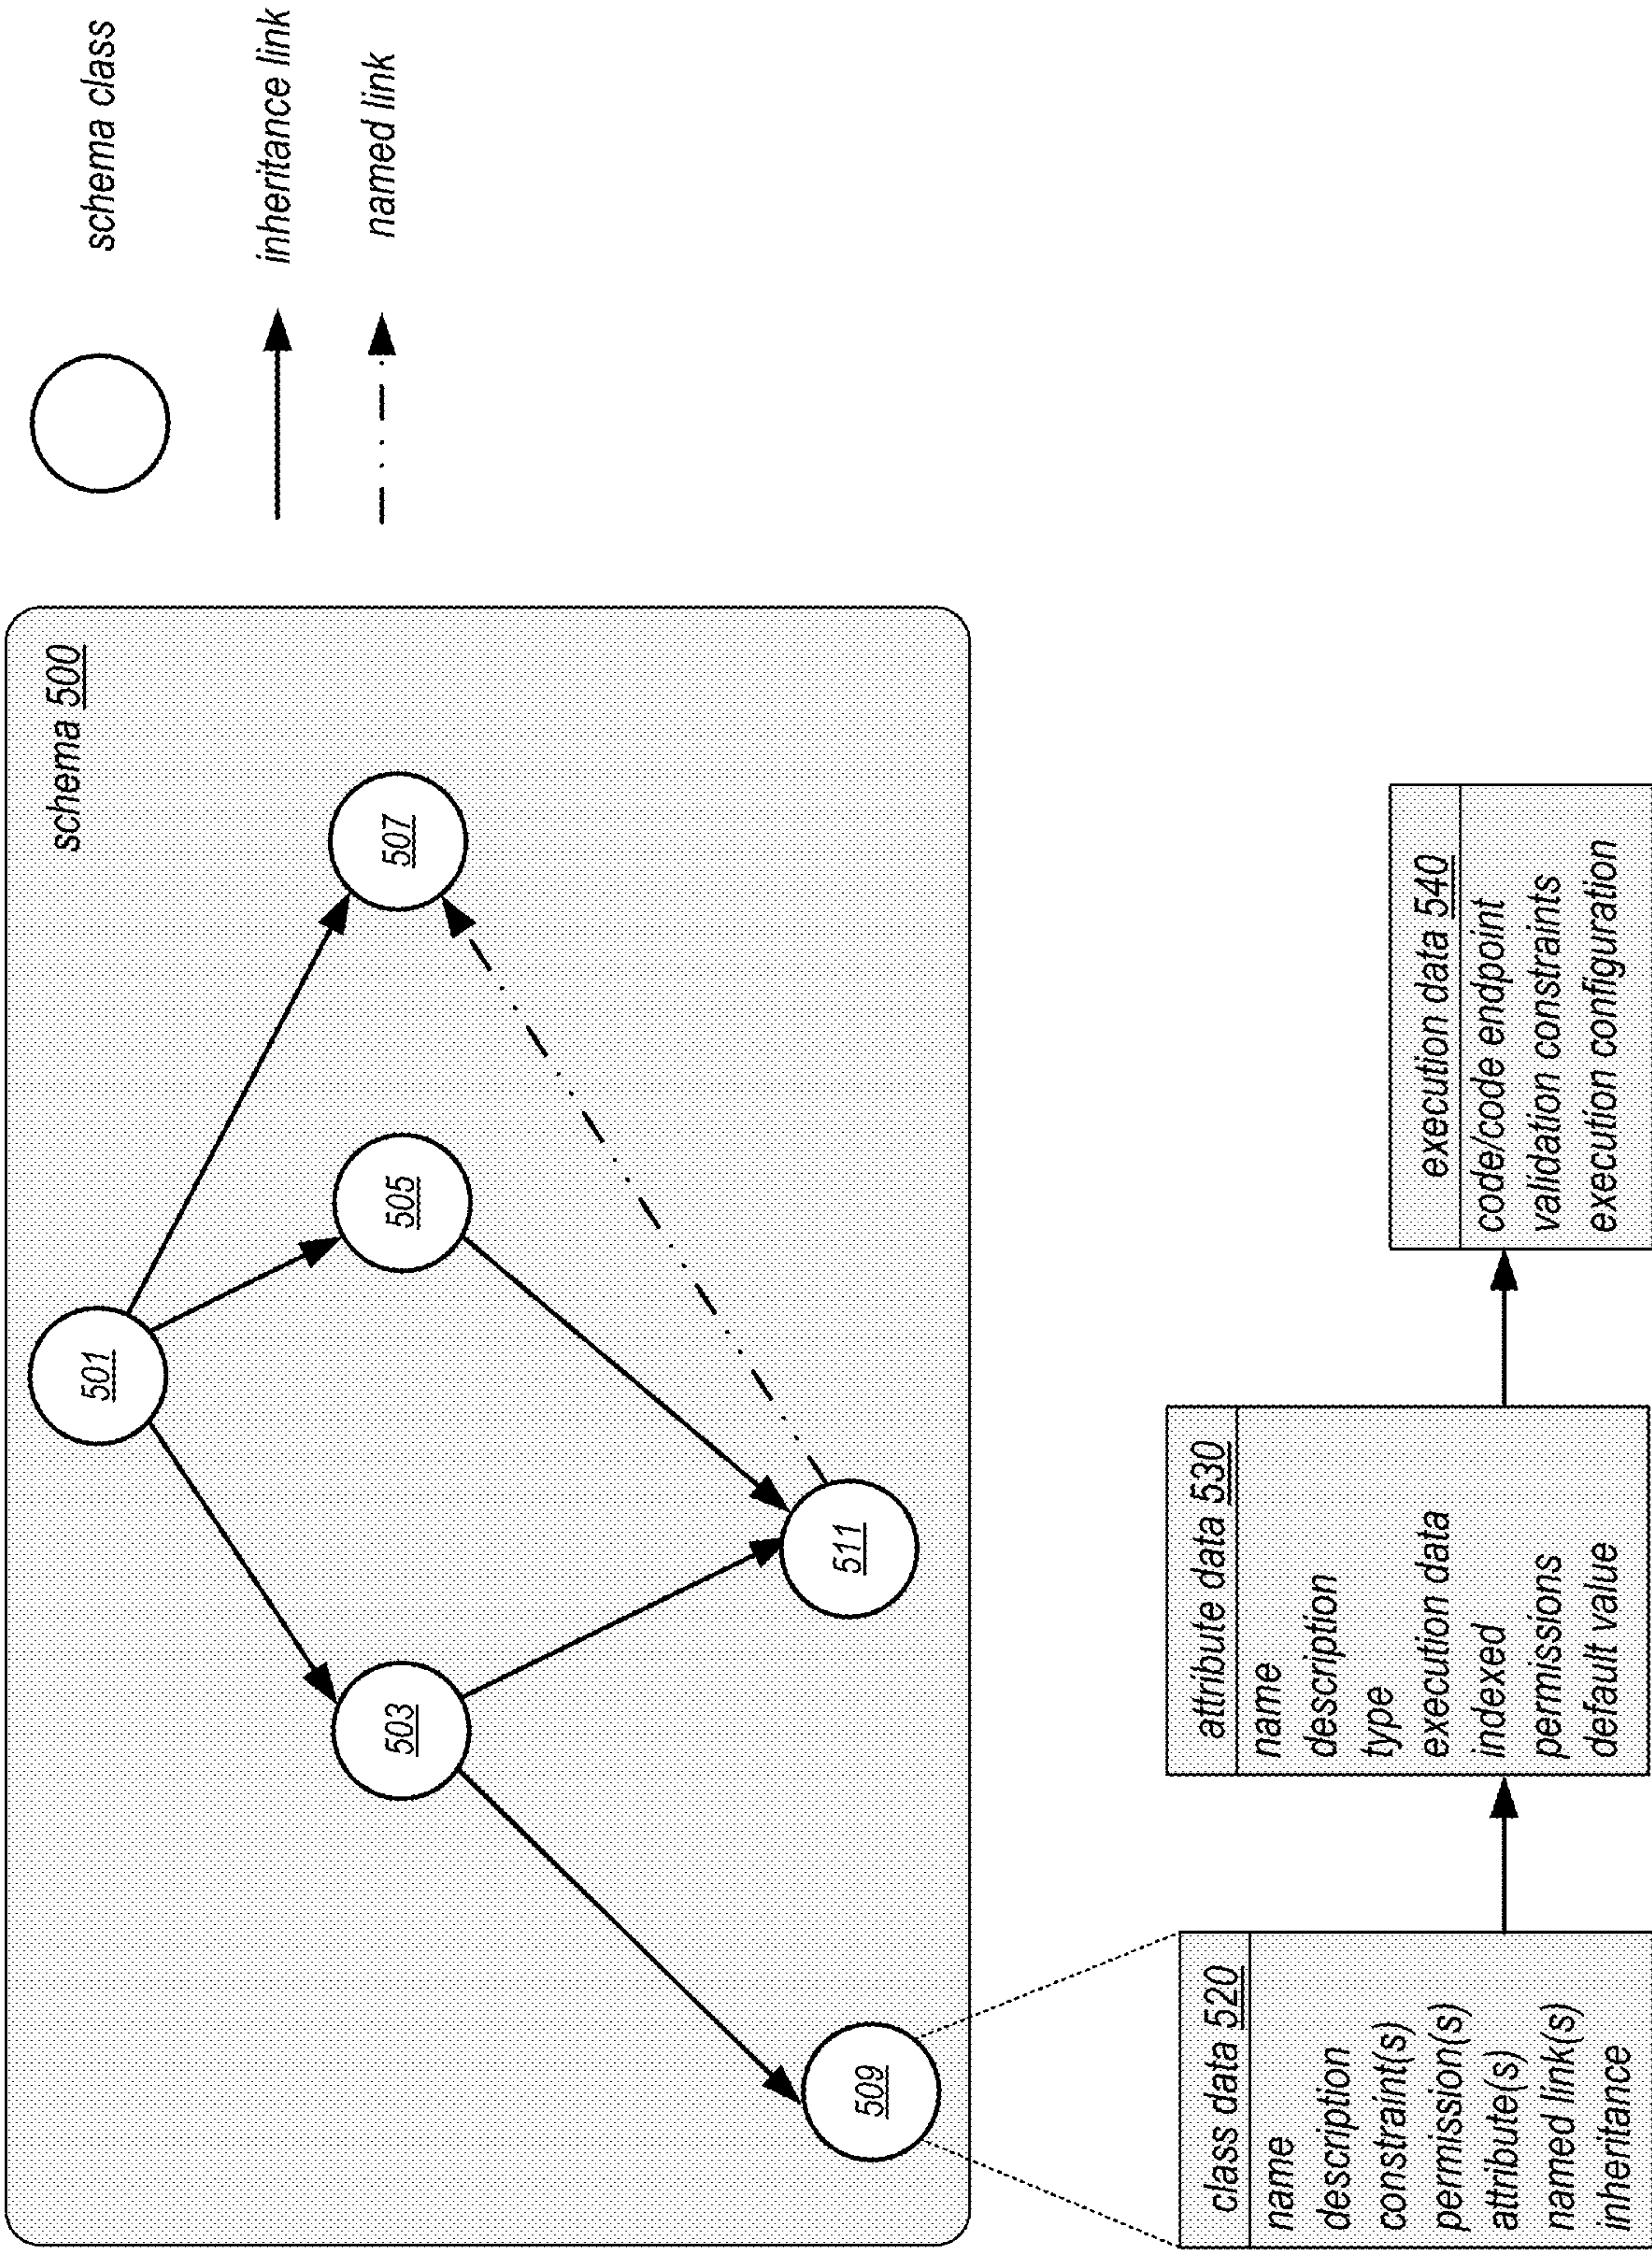 schema 500
501
503
505
507
509
511
schema class
inheritance link
named link
class data 520
name
description
constraint(s)
permission(s)
attribute(s)
named link(s)
inheritance
attribute data 530
name
description
type
execution data
indexed
permissions
default value
execution data 540
code/code endpoint
validation constraints
execution configuration